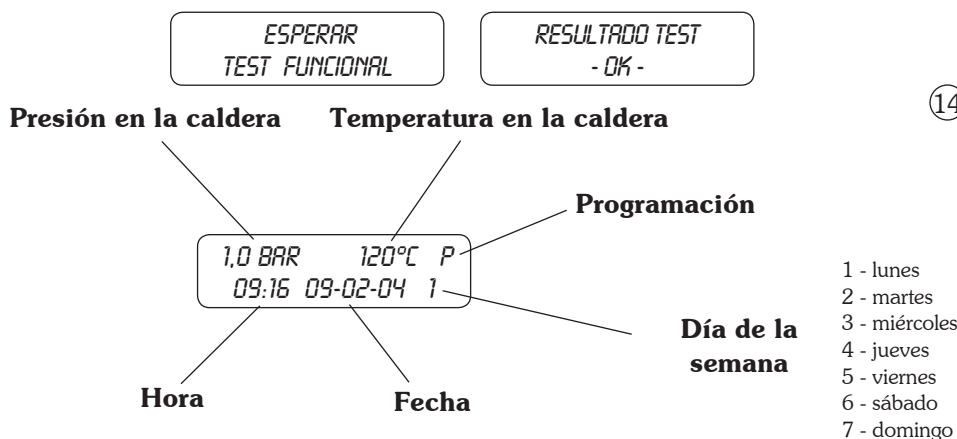 ESPERAR
TEST FUNCIONAL
RESULTADO TEST
- OK -
14
Presión en la caldera
Temperatura en la caldera
Programación
1,0 BAR 120°C P
09:16 09-02-04 1
Día de la
semana
Hora
Fecha
1 - lunes
2 - martes
3 - miércoles
4 - jueves
5 - viernes
6 - sábado
7 - domingo